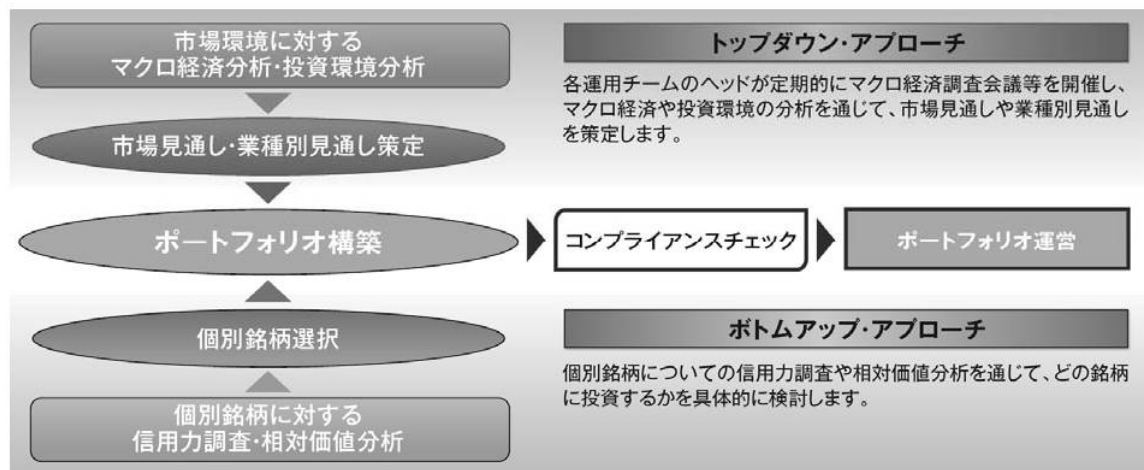 市場環境に対する
マクロ経済分析・投資環境分析
市場見通し・業種別見通し策定
トップダウン・アプローチ
各運用チームのヘッドが定期的にマクロ経済調査会議等を開催し、
マクロ経済や投資環境の分析を通じて、市場見通しや業種別見通し
を策定します。
ポートフォリオ構築
コンプライアンスチェック
ポートフォリオ運営
個別銘柄選択
個別銘柄に対する
信用力調査・相対価値分析
ボトムアップ・アプローチ
個別銘柄についての信用力調査や相対価値分析を通じて、どの銘柄
に投資するかを具体的に検討します。